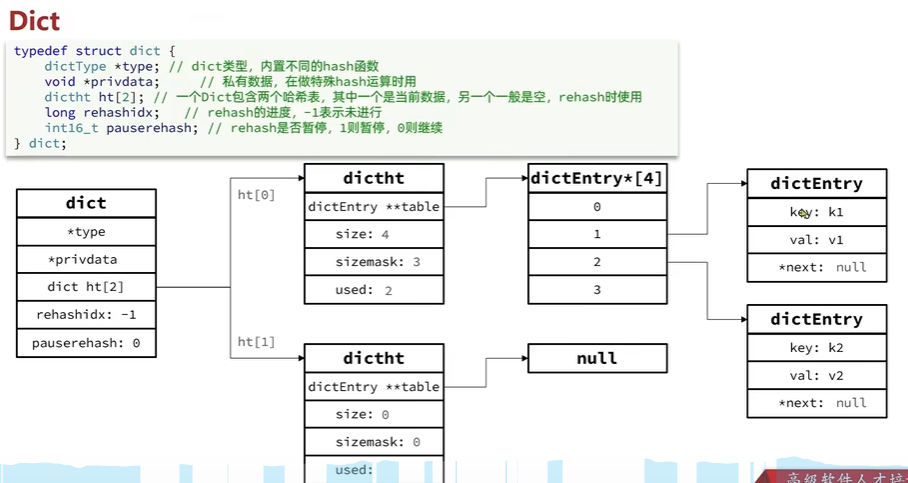 Dict
typedef struct dict {
dictType *type; // dict类型，内置不同的hash函数
void *privdata; // 私有数据，在做特殊hash运算时用
dictht ht[2]; // 一个Dict包含两个哈希表，其中一个是当前数据，另一个一般是空，rehash时使用
long rehashidx; // rehash的进度，-1表示未进行
int16_t pauserehash; // rehash是否暂停，1则暂停，0则继续
} dict;
dict
*type
*privdata
dict ht[2]
rehashidx: -1
pauserehash: 0
ht[0]
dictht
dictEntry **table
size: 4
sizemask: 3
used: 2
dictEntry*[4]
0
1
2
3
dictEntry
key: k1
val: v1
*next: null
dictEntry
key: k2
val: v2
*next: null
ht[1]
dictht
dictEntry **table
size: 0
sizemask: 0
used:
null
高级软件人才培